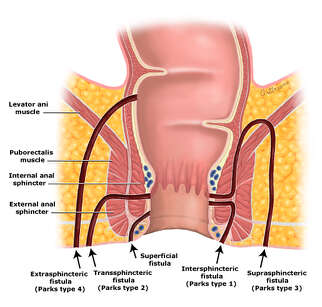 Levator ani
muscle
Puborectalis
muscle
Internal anal
sphincter
External anal
sphincter
Superficial
fistula
Extrasphincteric
fistula
(Parks type 4)
Transsphincteric
fistula
(Parks type 2)
Intersphincteric
fistula
(Parks type 1)
Suprasphincteric
fistula
(Parks type 3)